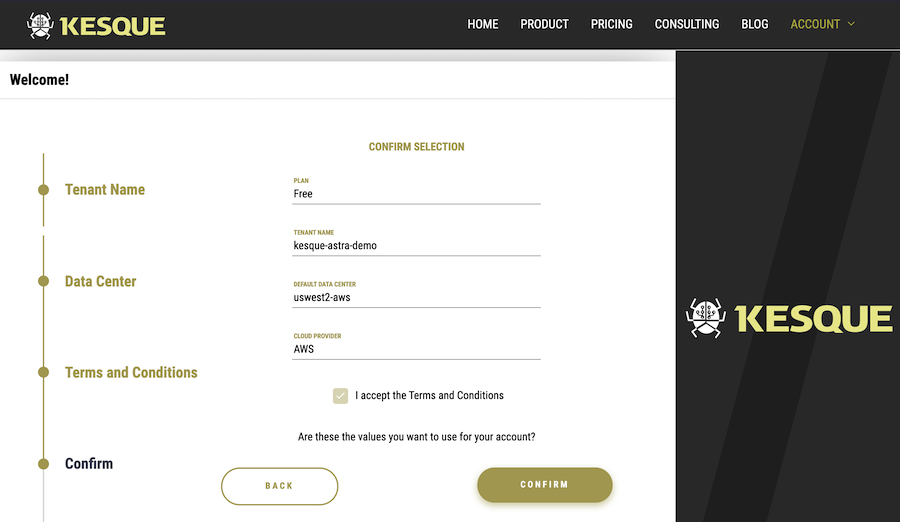 KESQUE
HOME PRODUCT PRICING CONSULTING BLOG ACCOUNT
Welcome!
CONFIRM SELECTION
Tenant Name
Data Center
Terms and Conditions
Confirm
PLAN
Free
TENANT NAME
kesque-astra-demo
DEFAULT DATA CENTER
uswest2-aws
CLOUD PROVIDER
AWS
I accept the Terms and Conditions
Are these the values you want to use for your account?
BACK
CONFIRM
KESQUE